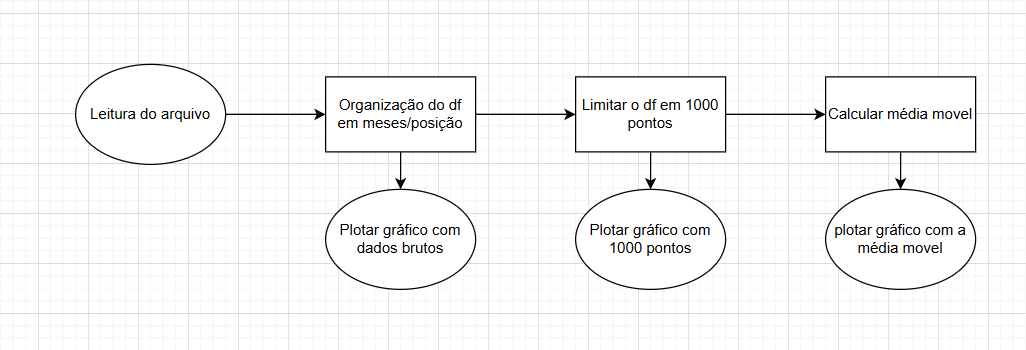 Leitura do arquivo
Organização do df
em meses/posição
Limitar o df em 1000
pontos
Calcular média movel
Plotar gráfico com
dados brutos
Plotar gráfico com
1000 pontos
plotar gráfico com a
média movel